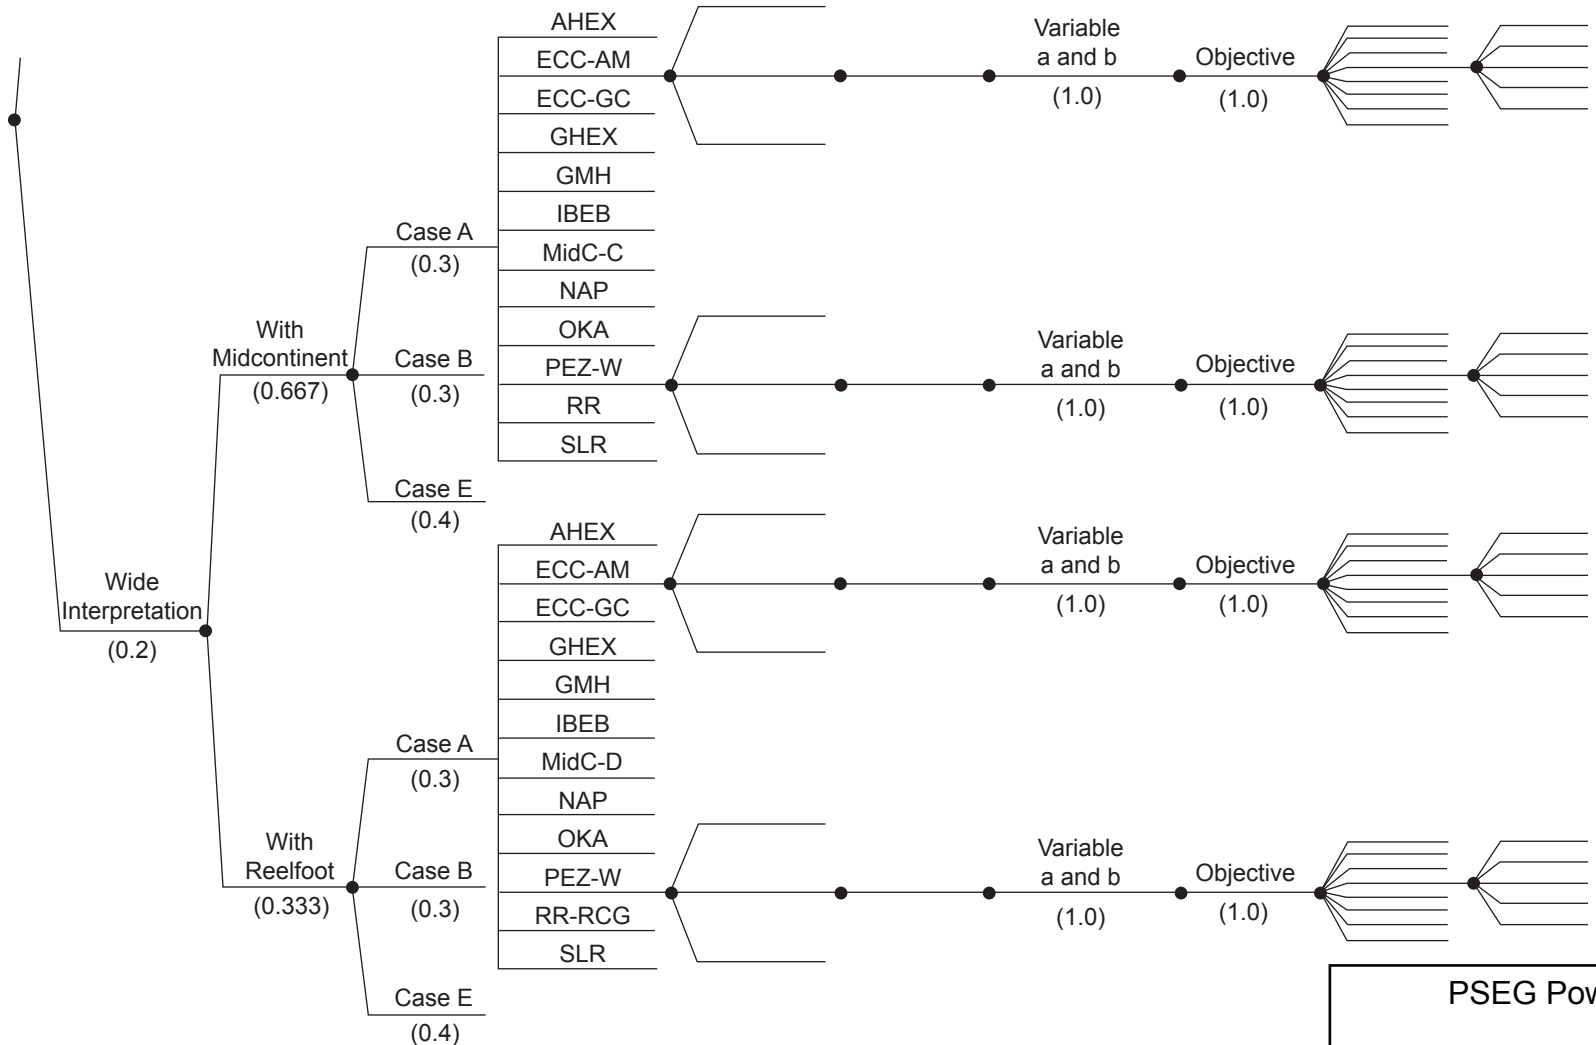 AHEX
ECC-AM
ECC-GC
GHEX
GMH
IBEB
MidC-C
NAP
OKA
PEZ-W
RR
SLR
Variable
a and b
(1.0)
Objective
(1.0)
Variable
a and b
(1.0)
Objective
(1.0)
Case A
(0.3)
With
Midcontinent
(0.667)
Case B
(0.3)
Case E
(0.4)
Wide
Interpretation
(0.2)
AHEX
ECC-AM
ECC-GC
GHEX
GMH
IBEB
MidC-D
NAP
OKA
PEZ-W
RR-RCG
SLR
Variable
a and b
(1.0)
Objective
(1.0)
Variable
a and b
(1.0)
Objective
(1.0)
Case A
(0.3)
With
Reelfoot
(0.333)
Case B
(0.3)
Case E
(0.4)
PSEG Pow